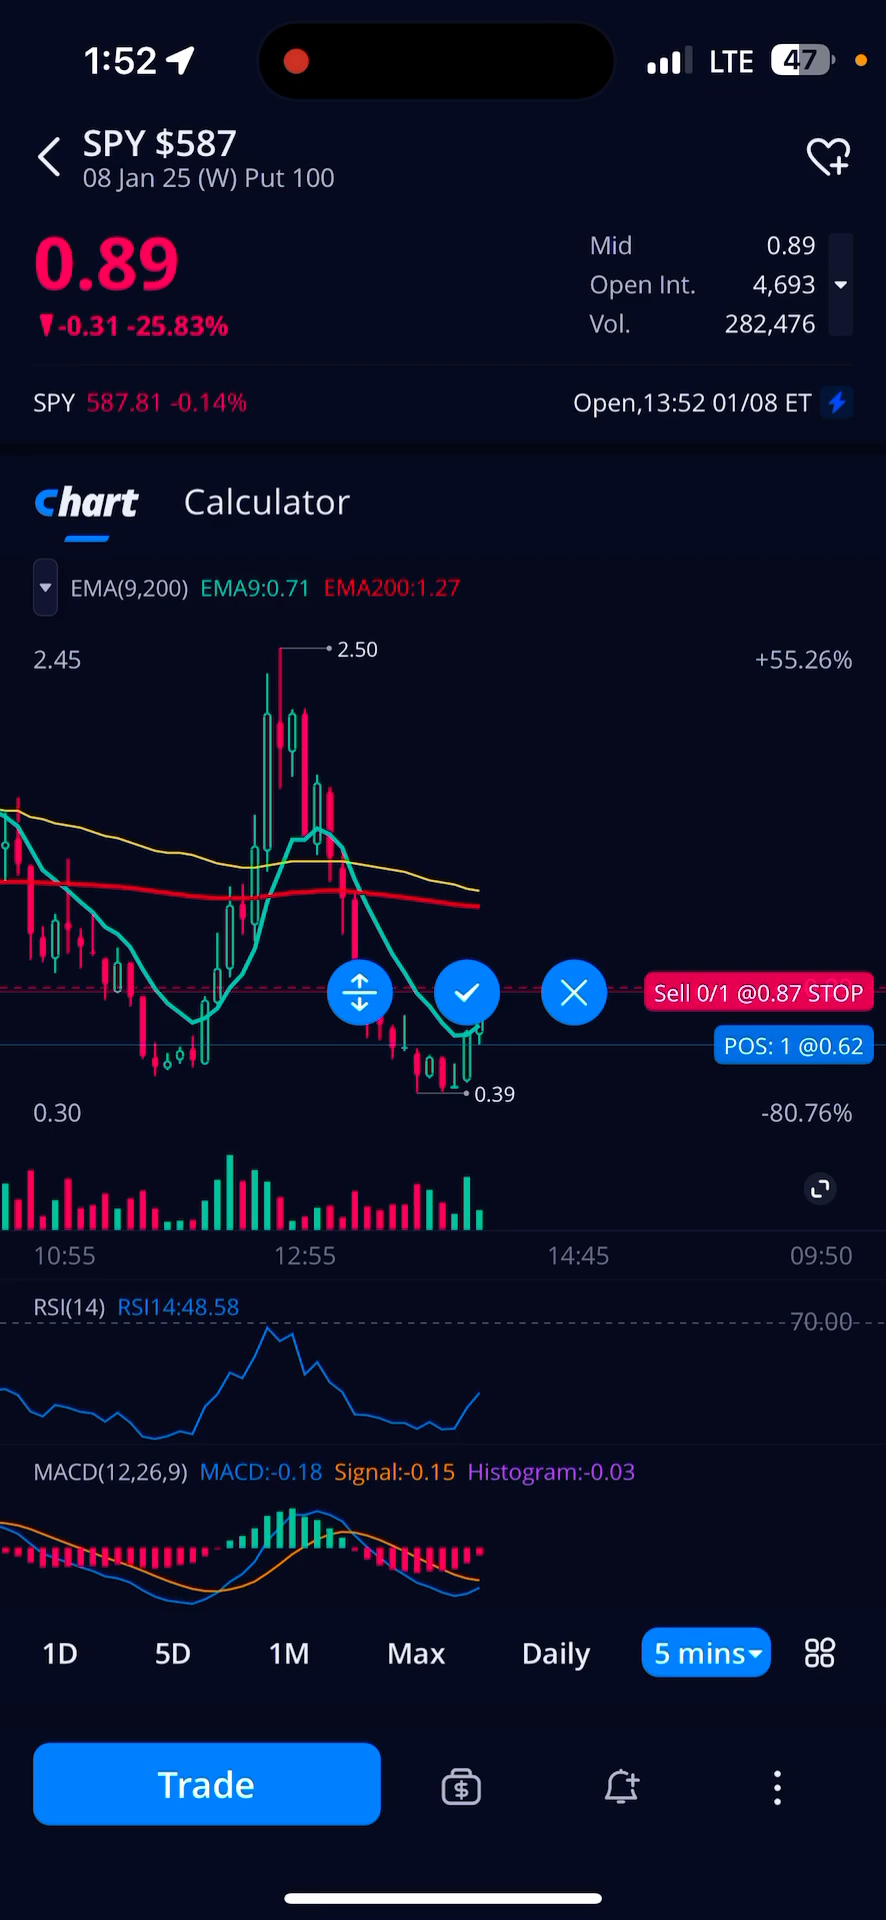 1:52 LTE 47
SPY $587
08 Jan 25 (W) Put 100
0.89
-0.31 -25.83%
Mid 0.89
Open Int. 4,693
Vol. 282,476
SPY 587.81 -0.14% Open,13:52 01/08 ET
Chart Calculator
EMA(9,200) EMA9:0.71 EMA200:1.27
2.50
2.45 +55.26%
Sell 0/1 @0.87 STOP
POS: 1 @0.62
0.39
0.30 -80.76%
10:55 12:55 14:45 09:50
RSI(14) RSI14:48.58
70.00
MACD(12,26,9) MACD:-0.18 Signal:-0.15 Histogram:-0.03
1D 5D 1M Max Daily 5 mins
Trade